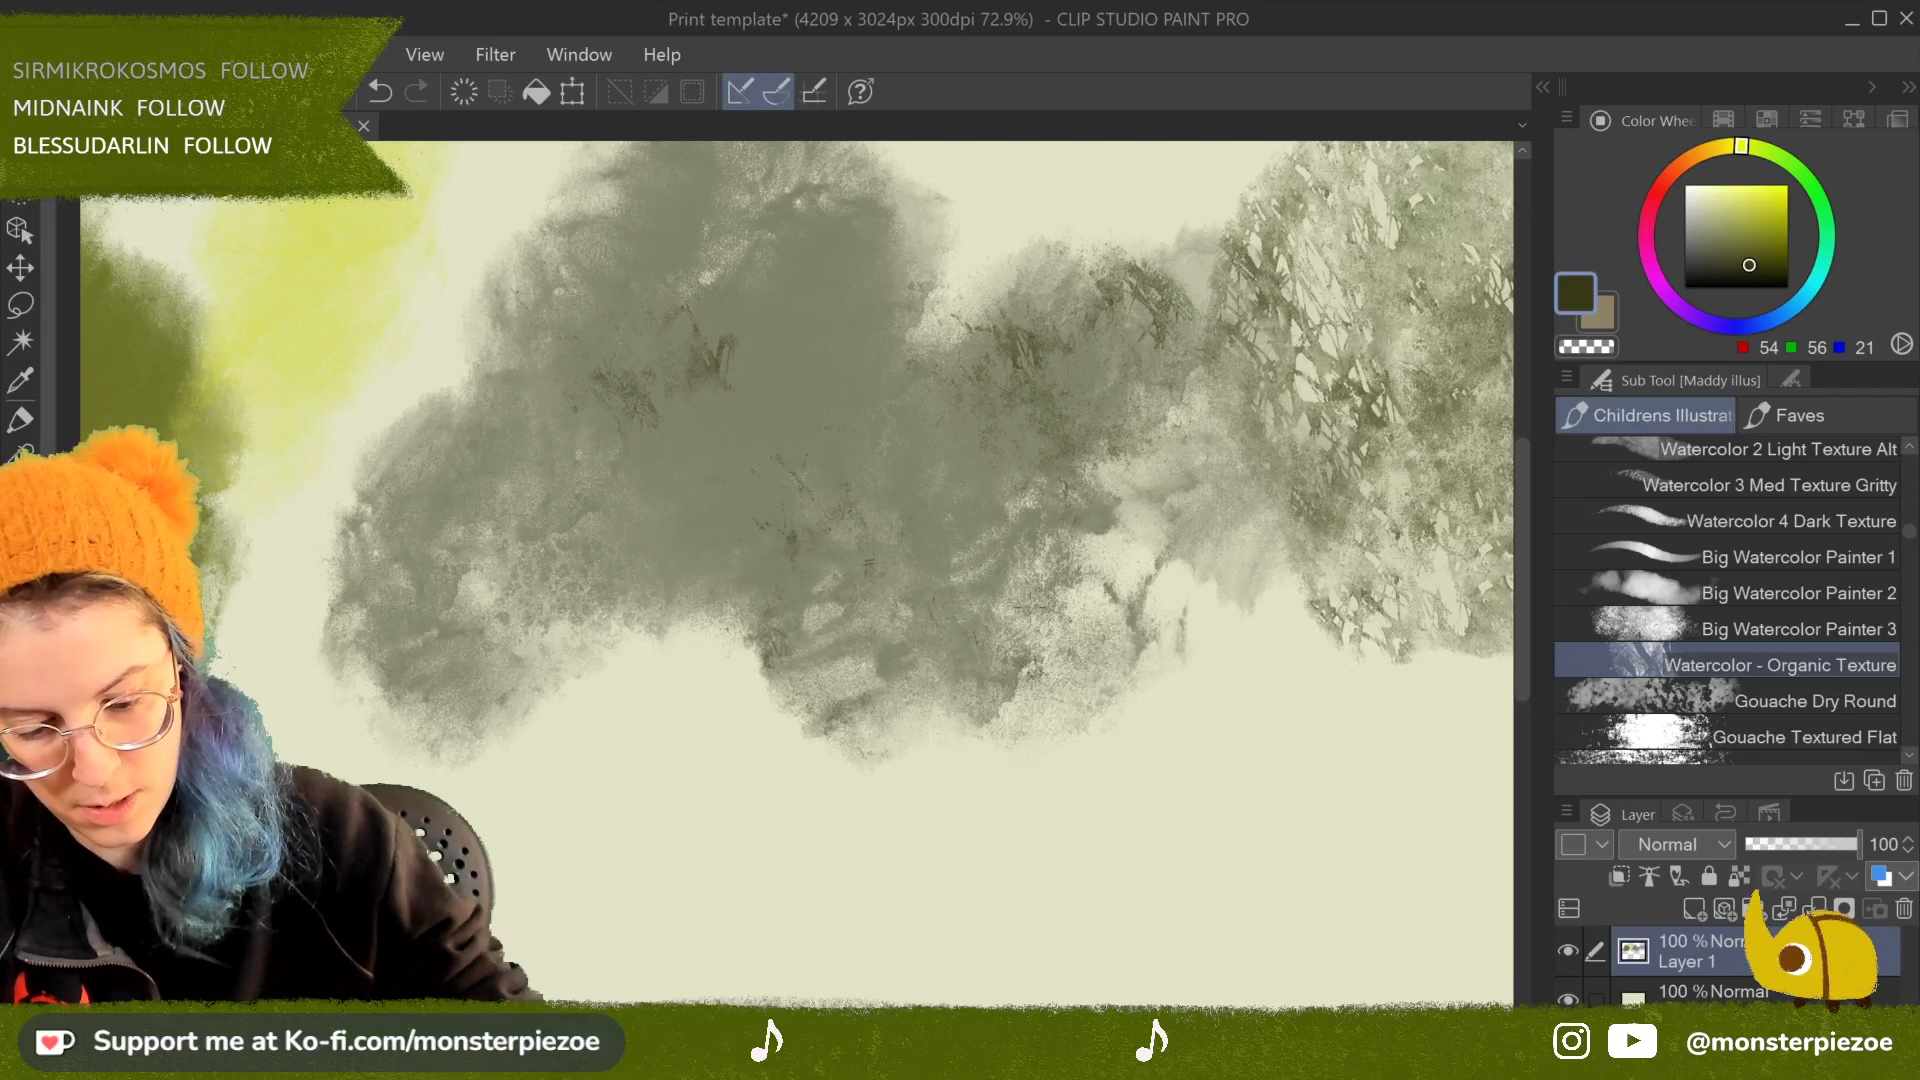 Print template* (4209 x 3024px 300dpi 72.9%) - CLIP STUDIO PAINT PRO
View Filter Window Help
SIRMIKROKOSMOS FOLLOW
MIDNAINK FOLLOW
BLESSUDARLIN FOLLOW
Color Whee
54 56 21
Sub Tool [Maddy illus]
Childrens Illustrat Faves
Watercolor 2 Light Texture Alt
Watercolor 3 Med Texture Gritty
Watercolor 4 Dark Texture
Big Watercolor Painter 1
Big Watercolor Painter 2
Big Watercolor Painter 3
Watercolor - Organic Texture
Gouache Dry Round
Gouache Textured Flat
Layer
Normal 100
100 % Norm
Layer 1
100 % Normal
Support me at Ko-fi.com/monsterpiezoe
@monsterpiezoe